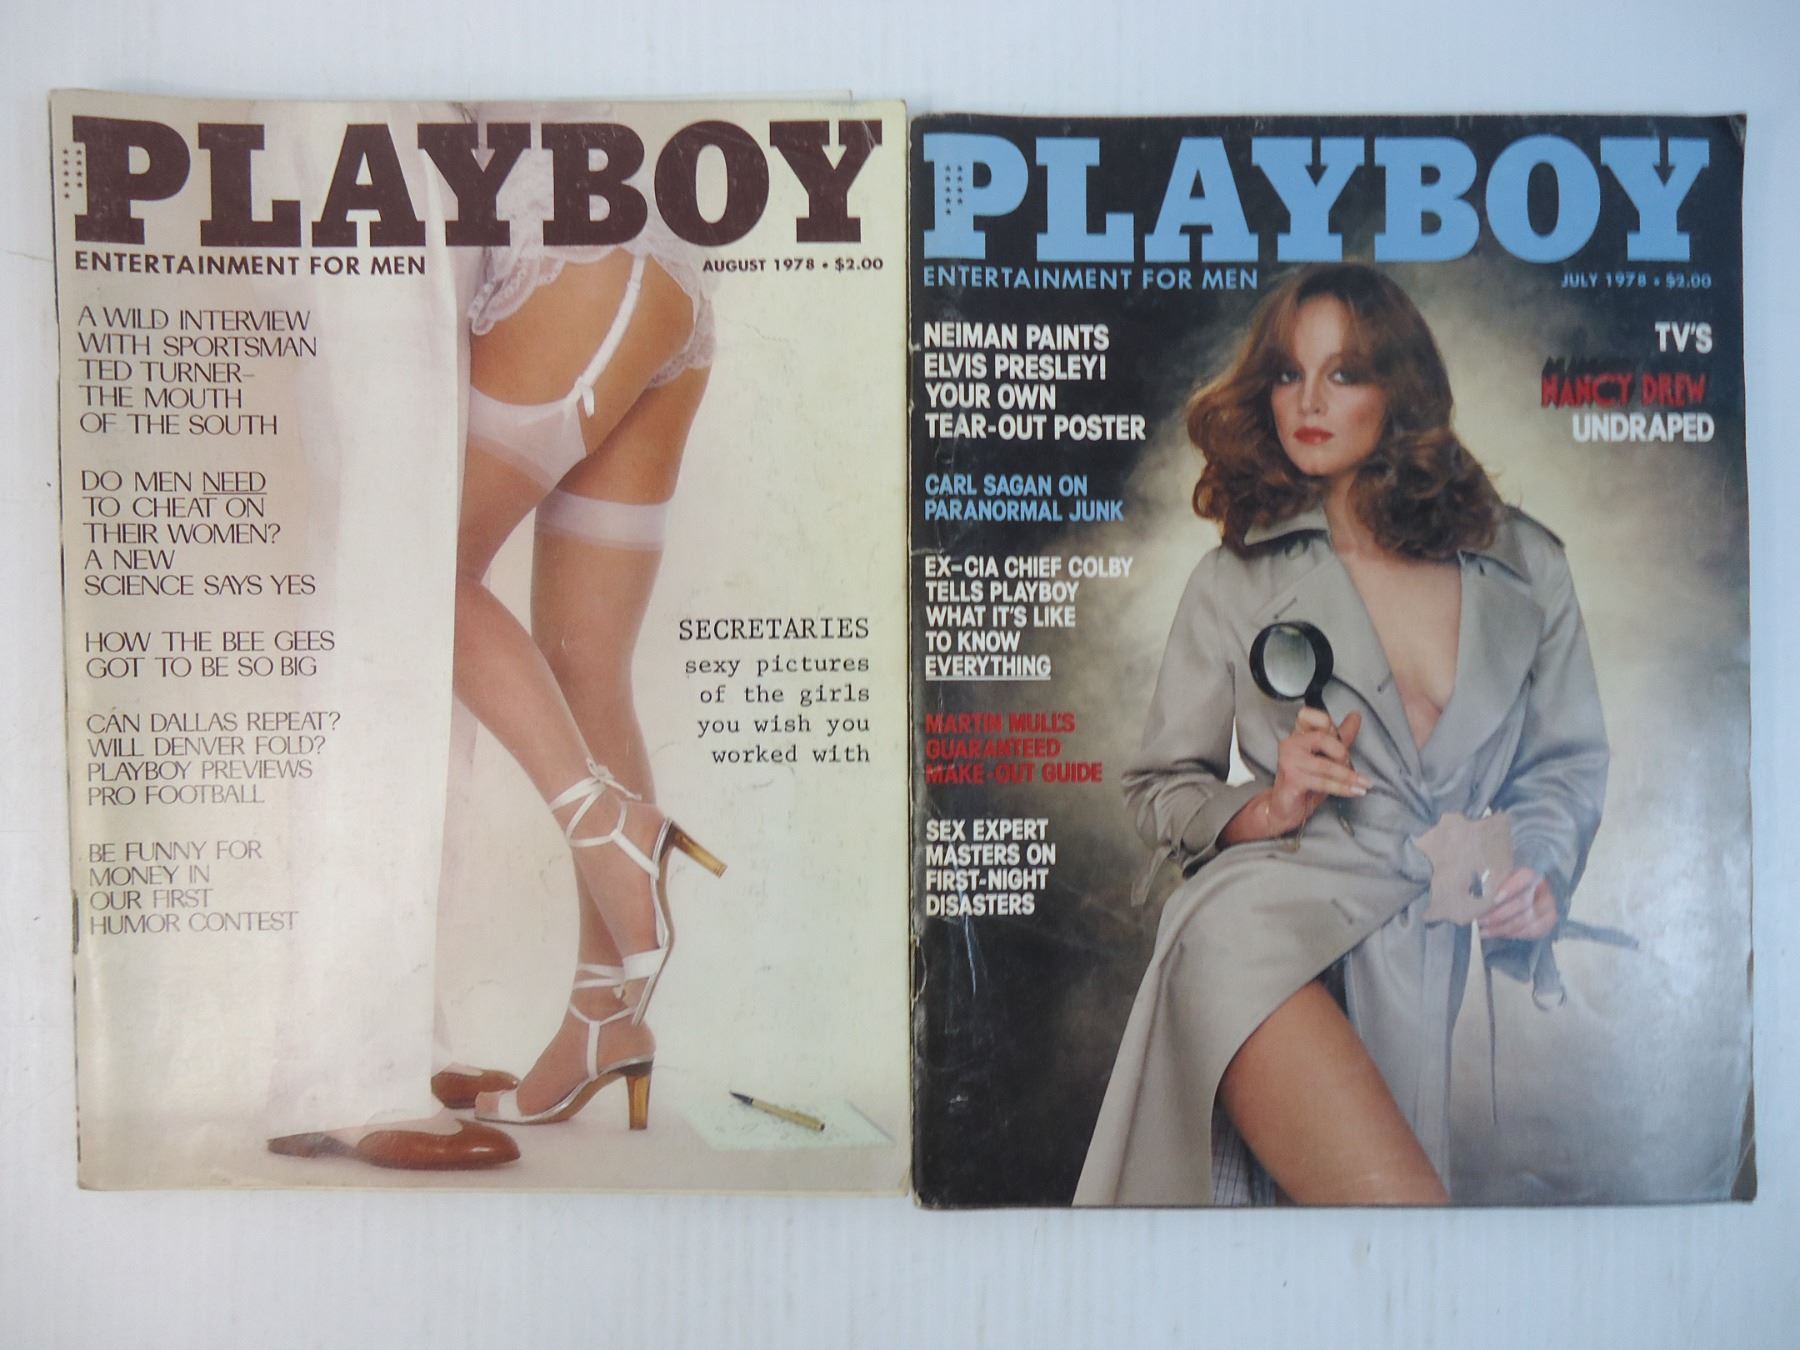 PLAYBOY
ENTERTAINMENT FOR MEN
AUGUST 1978 • $2.00
A WILD INTERVIEW
WITH SPORTSMAN
TED TURNER–
THE MOUTH
OF THE SOUTH
DO MEN NEED
TO CHEAT ON
THEIR WOMEN?
A NEW
SCIENCE SAYS YES
HOW THE BEE GEES
GOT TO BE SO BIG
CAN DALLAS REPEAT?
WILL DENVER FOLD?
PLAYBOY PREVIEWS
PRO FOOTBALL
BE FUNNY FOR
MONEY IN
OUR FIRST
HUMOR CONTEST
SECRETARIES
sexy pictures
of the girls
you wish you
worked with
PLAYBOY
ENTERTAINMENT FOR MEN
JULY 1978 • $2.00
NEIMAN PAINTS
ELVIS PRESLEY!
YOUR OWN
TEAR-OUT POSTER
CARL SAGAN ON
PARANORMAL JUNK
EX-CIA CHIEF COLBY
TELLS PLAYBOY
WHAT IT'S LIKE
TO KNOW
EVERYTHING
MARTIN MULL'S
GUARANTEED
MAKE-OUT GUIDE
SEX EXPERT
MASTERS ON
FIRST-NIGHT
DISASTERS
TV'S
NANCY DREW
UNDRAPED